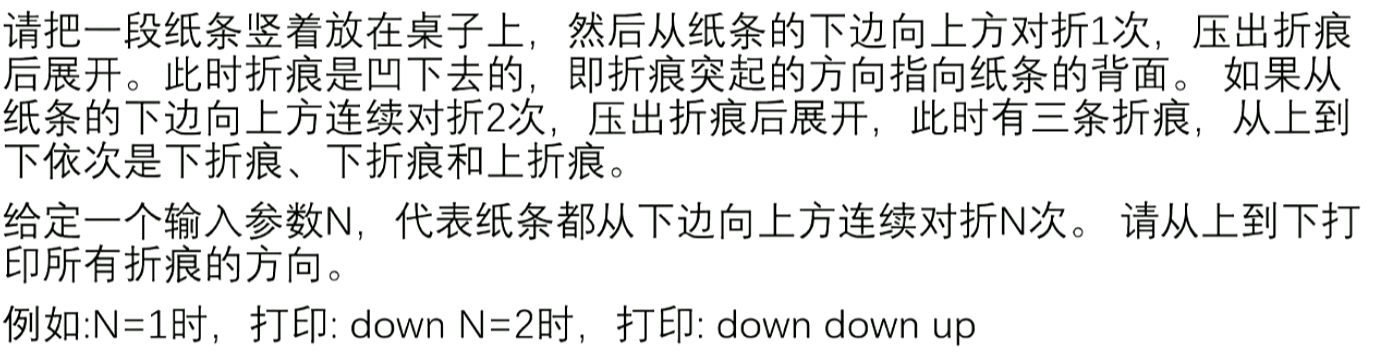 请把一段纸条竖着放在桌子上，然后从纸条的下边向上方对折1次，压出折痕
后展开。此时折痕是凹下去的，即折痕突起的方向指向纸条的背面。 如果从
纸条的下边向上方连续对折2次，压出折痕后展开，此时有三条折痕，从上到
下依次是下折痕、下折痕和上折痕。
给定一个输入参数N，代表纸条都从下边向上方连续对折N次。 请从上到下打
印所有折痕的方向。
例如:N=1时，打印: down N=2时，打印: down down up